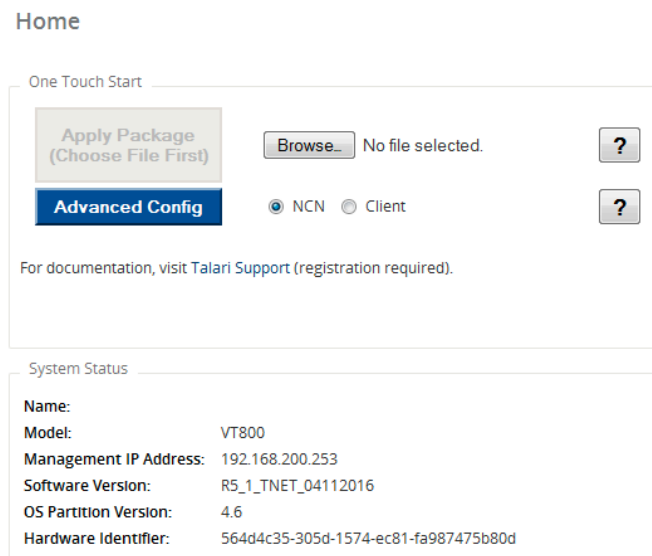 Home
One Touch Start
Apply Package
(Choose File First)
Browse_ No file selected. ?
Advanced Config NCN Client ?
For documentation, visit Talari Support (registration required).
System Status
Name:
Model: VT800
Management IP Address: 192.168.200.253
Software Version: R5_1_TNET_04112016
OS Partition Version: 4.6
Hardware Identifier: 564d4c35-305d-1574-ec81-fa987475b80d